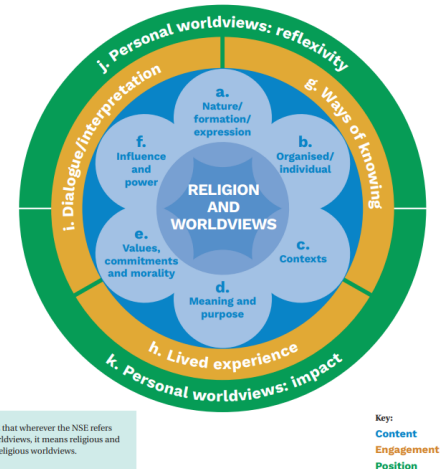 j. Personal worldviews: reflexivity
i. Dialogue/interpretation
g. Ways of knowing
a.
Nature/
formation/
expression
f.
Influence
and
power
b.
Organised/
individual
RELIGION
AND
WORLDVIEWS
e.
Values,
commitments
and morality
c.
Contexts
d.
Meaning and
purpose
h. Lived experience
k. Personal worldviews: impact
that wherever the NSE refers
ldviews, it means religious and
eligious worldviews.
Key:
Content
Engagement
Position